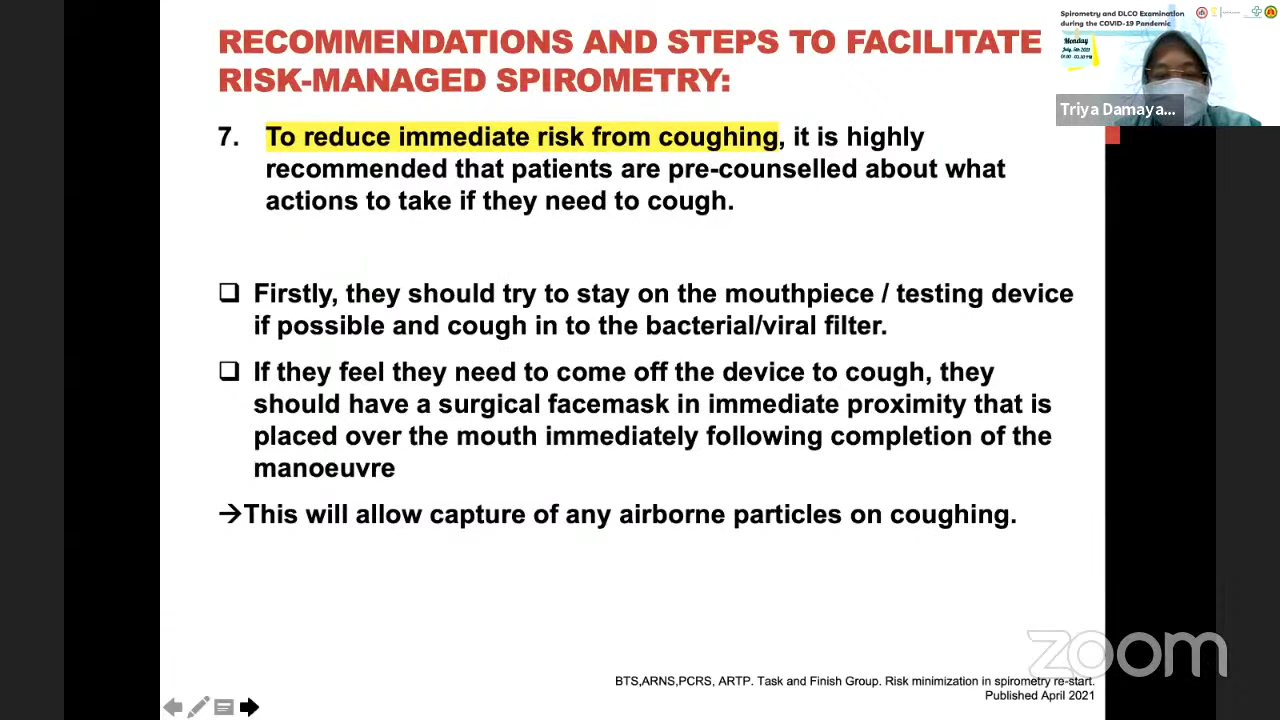 RECOMMENDATIONS AND STEPS TO FACILITATE
RISK-MANAGED SPIROMETRY:
7. To reduce immediate risk from coughing, it is highly
recommended that patients are pre-counselled about what
actions to take if they need to cough.
❑ Firstly, they should try to stay on the mouthpiece / testing device
if possible and cough in to the bacterial/viral filter.
❑ If they feel they need to come off the device to cough, they
should have a surgical facemask in immediate proximity that is
placed over the mouth immediately following completion of the
manoeuvre
→This will allow capture of any airborne particles on coughing.
BTS,ARNS,PCRS, ARTP. Task and Finish Group. Risk minimization in spirometry re-start.
Published April 2021
Spirometry and DLCO Examination
during the COVID-19 Pandemic
Monday
July, 5th 2021
Triya Damaya...
zoom